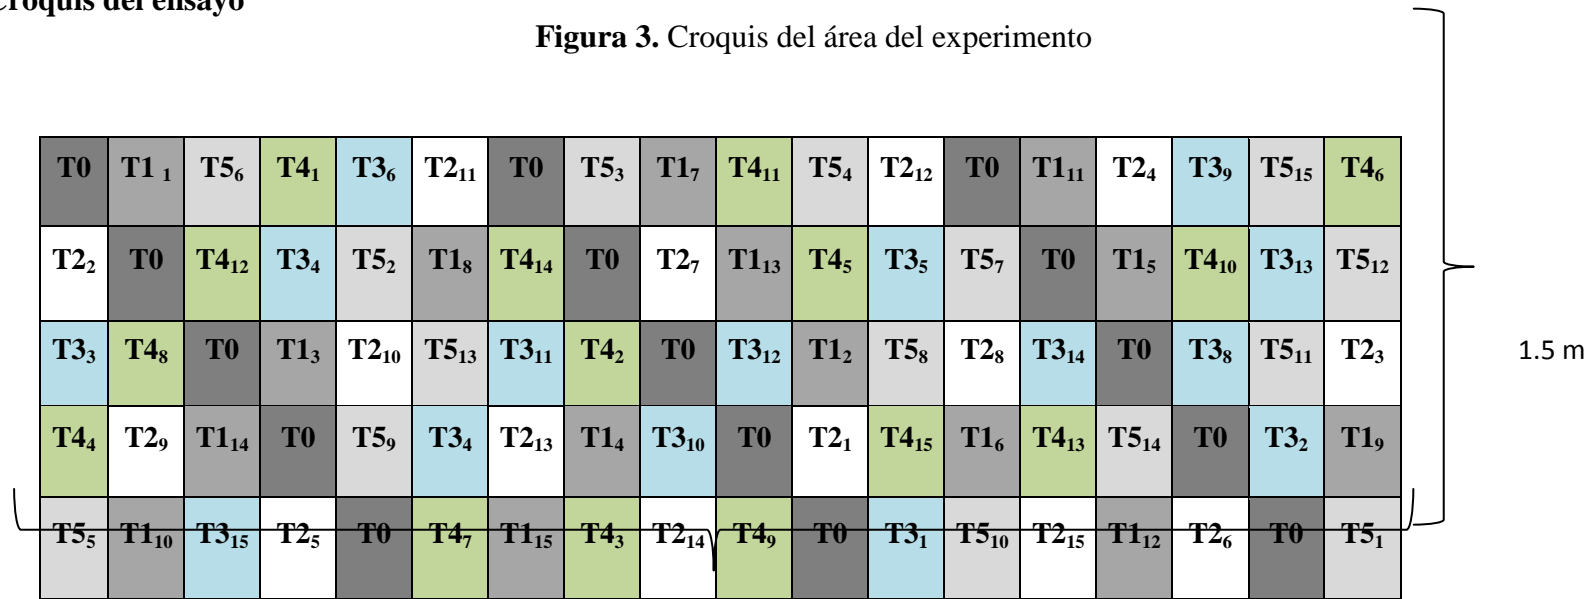 Croquis del ensayo
Figura 3. Croquis del área del experimento
T0 T1 ₁ T5₆ T4₁ T3₆ T2₁₁ T0 T5₃ T1₇ T4₁₁ T5₄ T2₁₂ T0 T1₁₁ T2₄ T3₉ T5₁₅ T4₆
T2₂ T0 T4₁₂ T3₄ T5₂ T1₈ T4₁₄ T0 T2₇ T1₁₃ T4₅ T3₅ T5₇ T0 T1₅ T4₁₀ T3₁₃ T5₁₂
T3₃ T4₈ T0 T1₃ T2₁₀ T5₁₃ T3₁₁ T4₂ T0 T3₁₂ T1₂ T5₈ T2₈ T3₁₄ T0 T3₈ T5₁₁ T2₃
1.5 m
T4₄ T2₉ T1₁₄ T0 T5₉ T3₄ T2₁₃ T1₄ T3₁₀ T0 T2₁ T4₁₅ T1₆ T4₁₃ T5₁₄ T0 T3₂ T1₉
T5₅ T1₁₀ T3₁₅ T2₅ T0 T4₇ T1₁₅ T4₃ T2₁₄ T4₉ T0 T3₁ T5₁₀ T2₁₅ T1₁₂ T2₆ T0 T5₁